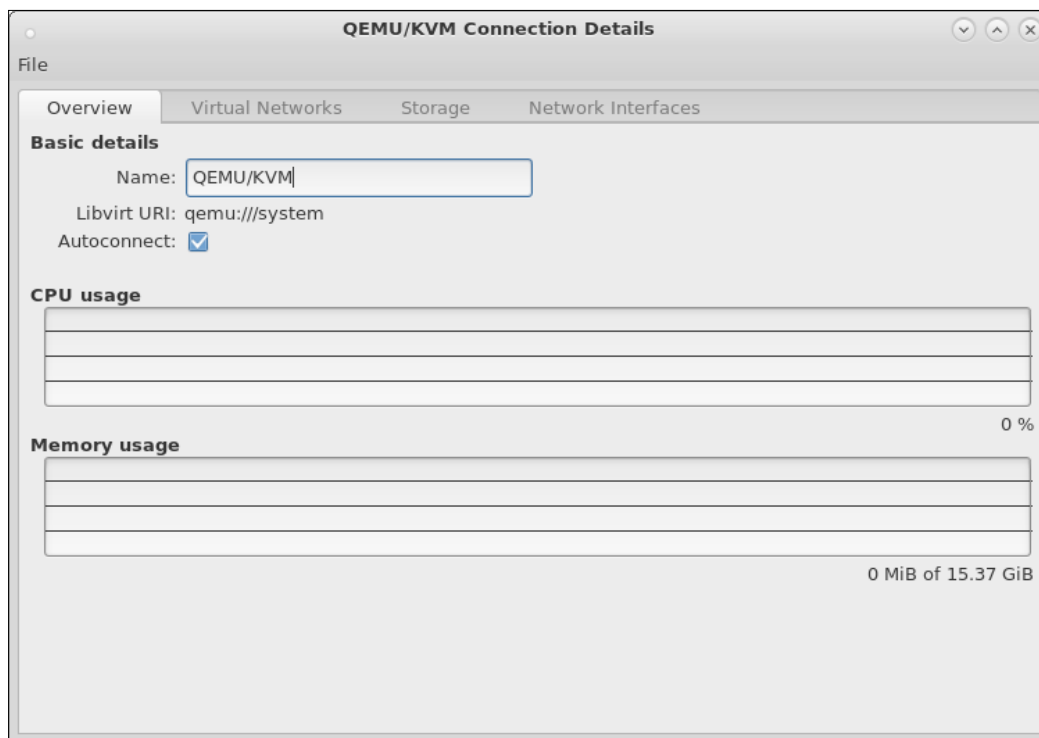 QEMU/KVM Connection Details
File
Overview Virtual Networks Storage Network Interfaces
Basic details
Name: QEMU/KVM
Libvirt URI: qemu:///system
Autoconnect:
CPU usage
0 %
Memory usage
0 MiB of 15.37 GiB